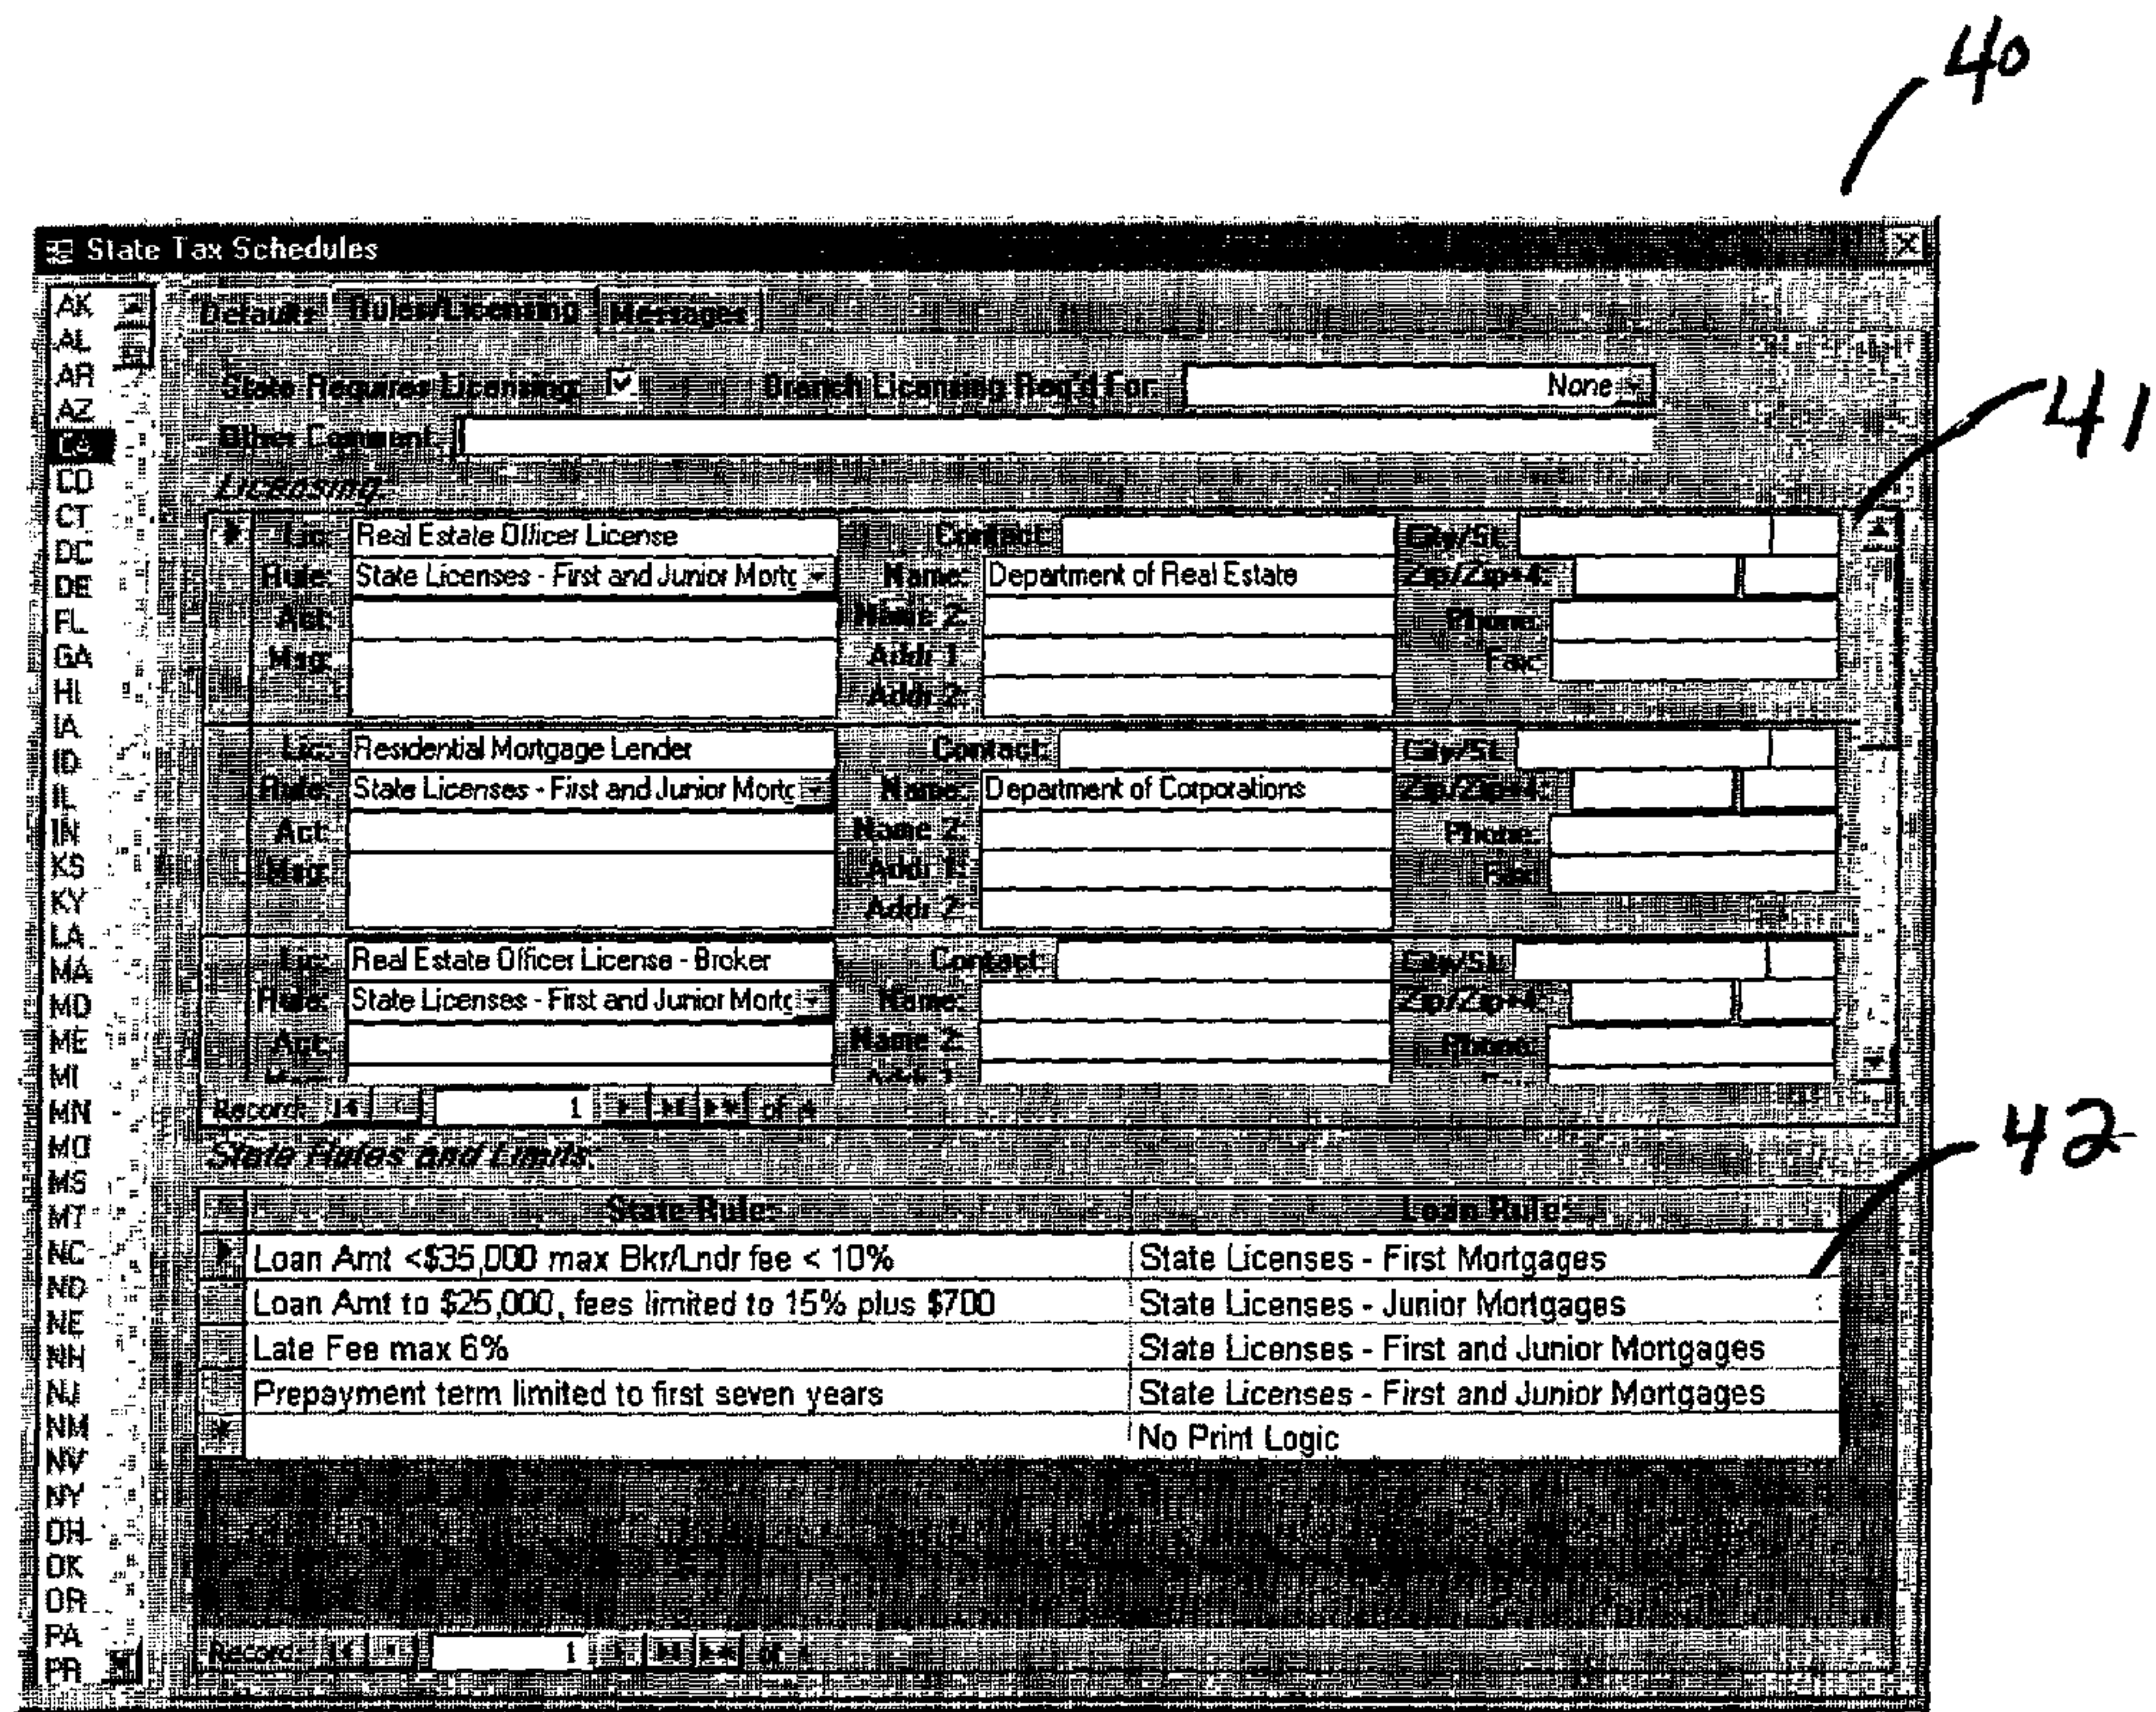 40
State Tax Schedules
Defaults Rules/Licensing Messages
State Requires Licensing: Branch Licensing Req'd For: None
Other Comment:
41
Licensing:
Lic: Real Estate Officer License Contact: City/St:
Rule: State Licenses - First and Junior Mortg Name: Department of Real Estate Zip/Zip+4:
Act: Name 2: Phone:
Msg: Addr 1: Fax:
Addr 2:
Lic: Residential Mortgage Lender Contact: City/St:
Rule: State Licenses - First and Junior Mortg Name: Department of Corporations Zip/Zip+4:
Act: Name 2: Phone:
Msg: Addr 1: Fax:
Addr 2:
Lic: Real Estate Officer License - Broker Contact: City/St:
Rule: State Licenses - First and Junior Mortg Name: Zip/Zip+4:
Act: Name 2: Phone:
Record: 1 of 4
42
State Rules and Limits:
State Rule: Loan Rule:
Loan Amt <$35,000 max Bkr/Lndr fee < 10% State Licenses - First Mortgages
Loan Amt to $25,000, fees limited to 15% plus $700 State Licenses - Junior Mortgages
Late Fee max 6% State Licenses - First and Junior Mortgages
Prepayment term limited to first seven years State Licenses - First and Junior Mortgages
No Print Logic
Record: 1 of 4
AK
AL
AR
AZ
CA
CO
CT
DC
DE
FL
GA
HI
IA
ID
IL
IN
KS
KY
LA
MA
MD
ME
MI
MN
MO
MS
MT
NC
ND
NE
NH
NJ
NM
NV
NY
OH
OK
OR
PA
PR